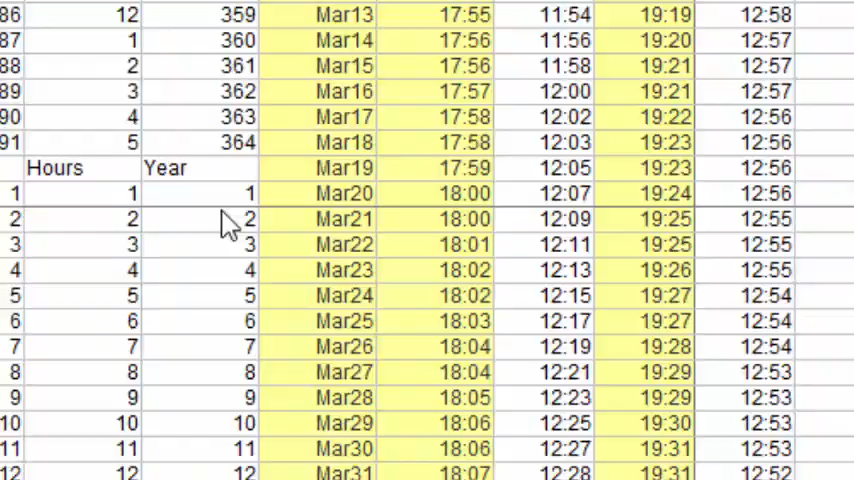 86 12 359 Mar13 17:55 11:54 19:19 12:58
87 1 360 Mar14 17:56 11:56 19:20 12:57
88 2 361 Mar15 17:56 11:58 19:21 12:57
89 3 362 Mar16 17:57 12:00 19:21 12:57
90 4 363 Mar17 17:58 12:02 19:22 12:56
91 5 364 Mar18 17:58 12:03 19:23 12:56
Hours Year Mar19 17:59 12:05 19:23 12:56
1 1 1 Mar20 18:00 12:07 19:24 12:56
2 2 2 Mar21 18:00 12:09 19:25 12:55
3 3 3 Mar22 18:01 12:11 19:25 12:55
4 4 4 Mar23 18:02 12:13 19:26 12:55
5 5 5 Mar24 18:02 12:15 19:27 12:54
6 6 6 Mar25 18:03 12:17 19:27 12:54
7 7 7 Mar26 18:04 12:19 19:28 12:54
8 8 8 Mar27 18:04 12:21 19:29 12:53
9 9 9 Mar28 18:05 12:23 19:29 12:53
10 10 10 Mar29 18:06 12:25 19:30 12:53
11 11 11 Mar30 18:06 12:27 19:31 12:53
12 12 12 Mar31 18:07 12:28 19:31 12:52